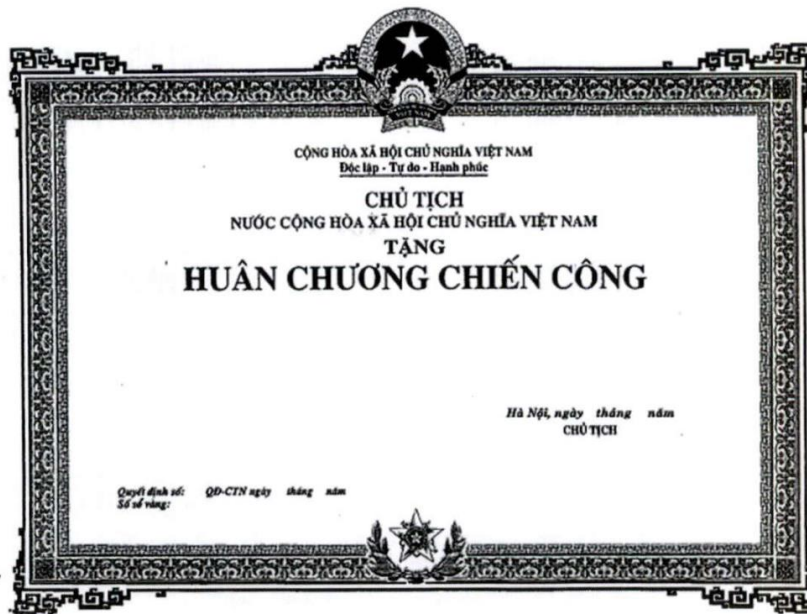 CỘNG HÒA XÃ HỘI CHỦ NGHĨA VIỆT NAM
Độc lập - Tự do - Hạnh phúc
CHỦ TỊCH
NƯỚC CỘNG HÒA XÃ HỘI CHỦ NGHĨA VIỆT NAM
TẶNG
HUÂN CHƯƠNG CHIẾN CÔNG
Hà Nội, ngày tháng năm
CHỦ TỊCH
Quyết định số: QĐ-CTN ngày tháng năm
Số sổ vàng: